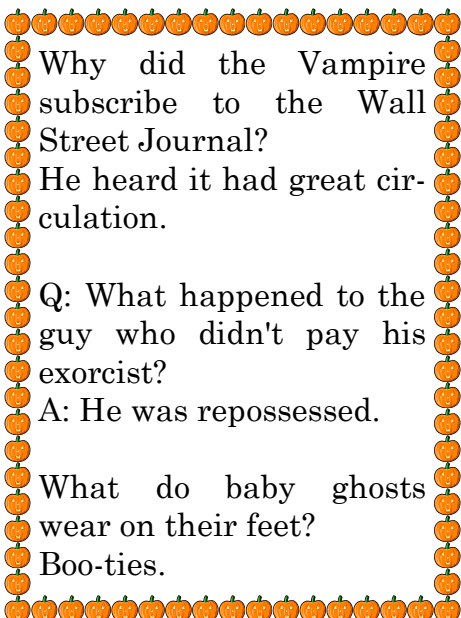 Why did the Vampire
subscribe to the Wall
Street Journal?
He heard it had great cir-
culation.
Q: What happened to the
guy who didn't pay his
exorcist?
A: He was repossessed.
What do baby ghosts
wear on their feet?
Boo-ties.